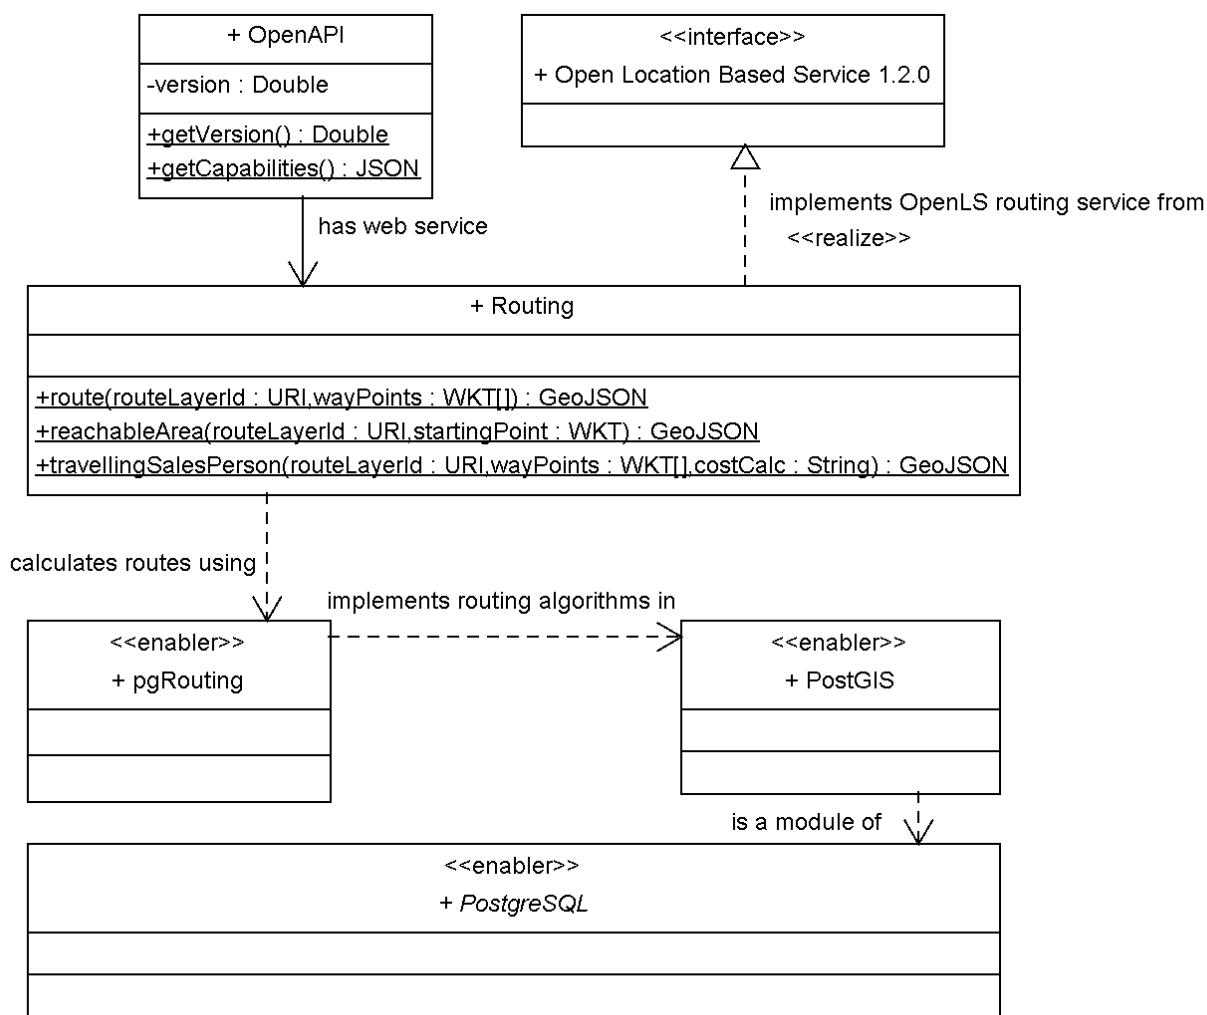 + OpenAPI
-version : Double
+getVersion() : Double
+getCapabilities() : JSON
<<interface>>
+ Open Location Based Service 1.2.0
has web service
implements OpenLS routing service from
<<realize>>
+ Routing
+route(routeLayerId : URI,wayPoints : WKT[]) : GeoJSON
+reachableArea(routeLayerId : URI,startingPoint : WKT) : GeoJSON
+travellingSalesPerson(routeLayerId : URI,wayPoints : WKT[],costCalc : String) : GeoJSON
calculates routes using
implements routing algorithms in
<<enabler>>
+ pgRouting
<<enabler>>
+ PostGIS
is a module of
<<enabler>>
+ PostgreSQL